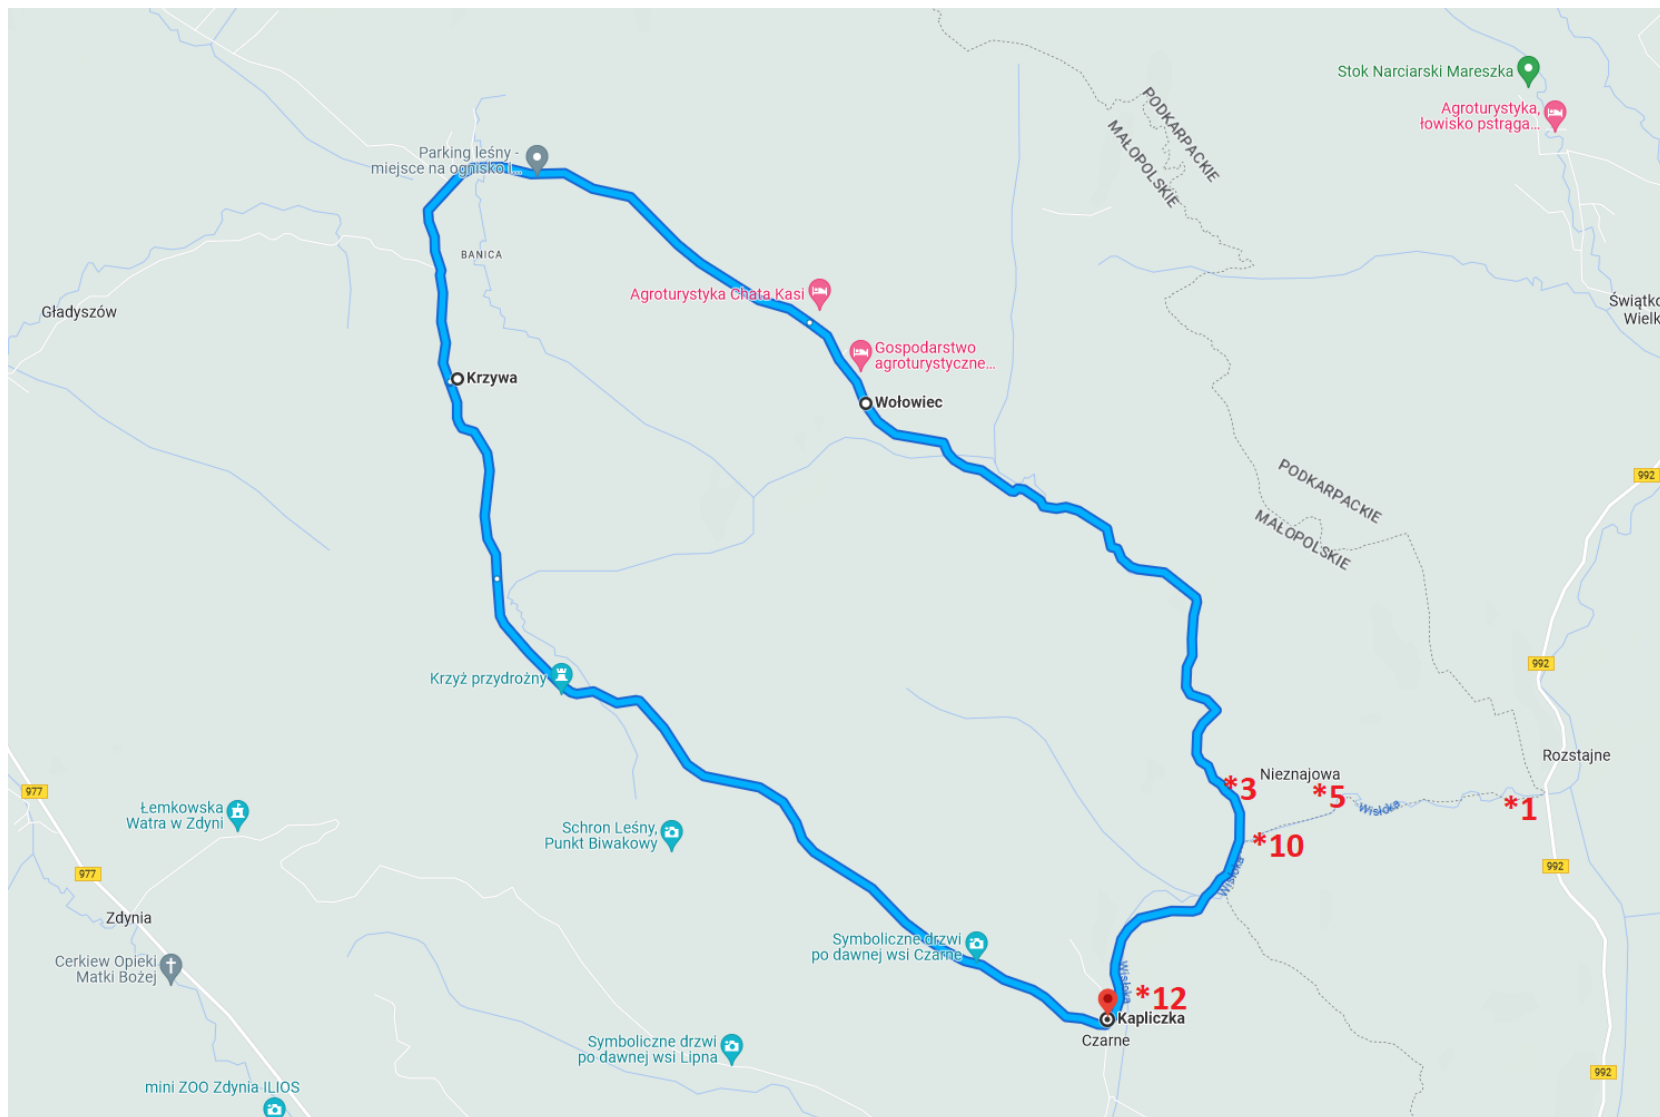 Stok Narciarski Mareszka
Agroturystyka,
łowisko pstrąga...
PODKARPACKIE
MAŁOPOLSKIE
Parking leśny -
miejsce na ognisko i...
BANICA
Gładyszów
Agroturystyka Chata Kasi
Świątko
Wielk
Gospodarstwo
agroturystyczne...
Krzywa
Wołowiec
992
PODKARPACKIE
MAŁOPOLSKIE
992
Krzyż przydrożny
Rozstajne
Nieznajowa
*3
*5
Wisłoka
*1
977
Łemkowska
Watra w Zdyni
Schron Leśny,
Punkt Biwakowy
*10
992
977
Wisłoka
Zdynia
Symboliczne drzwi
po dawnej wsi Czarne
Cerkiew Opieki
Matki Bożej
Wisłoka
*12
Kapliczka
Czarne
Symboliczne drzwi
po dawnej wsi Lipna
992
mini ZOO Zdynia ILIOS